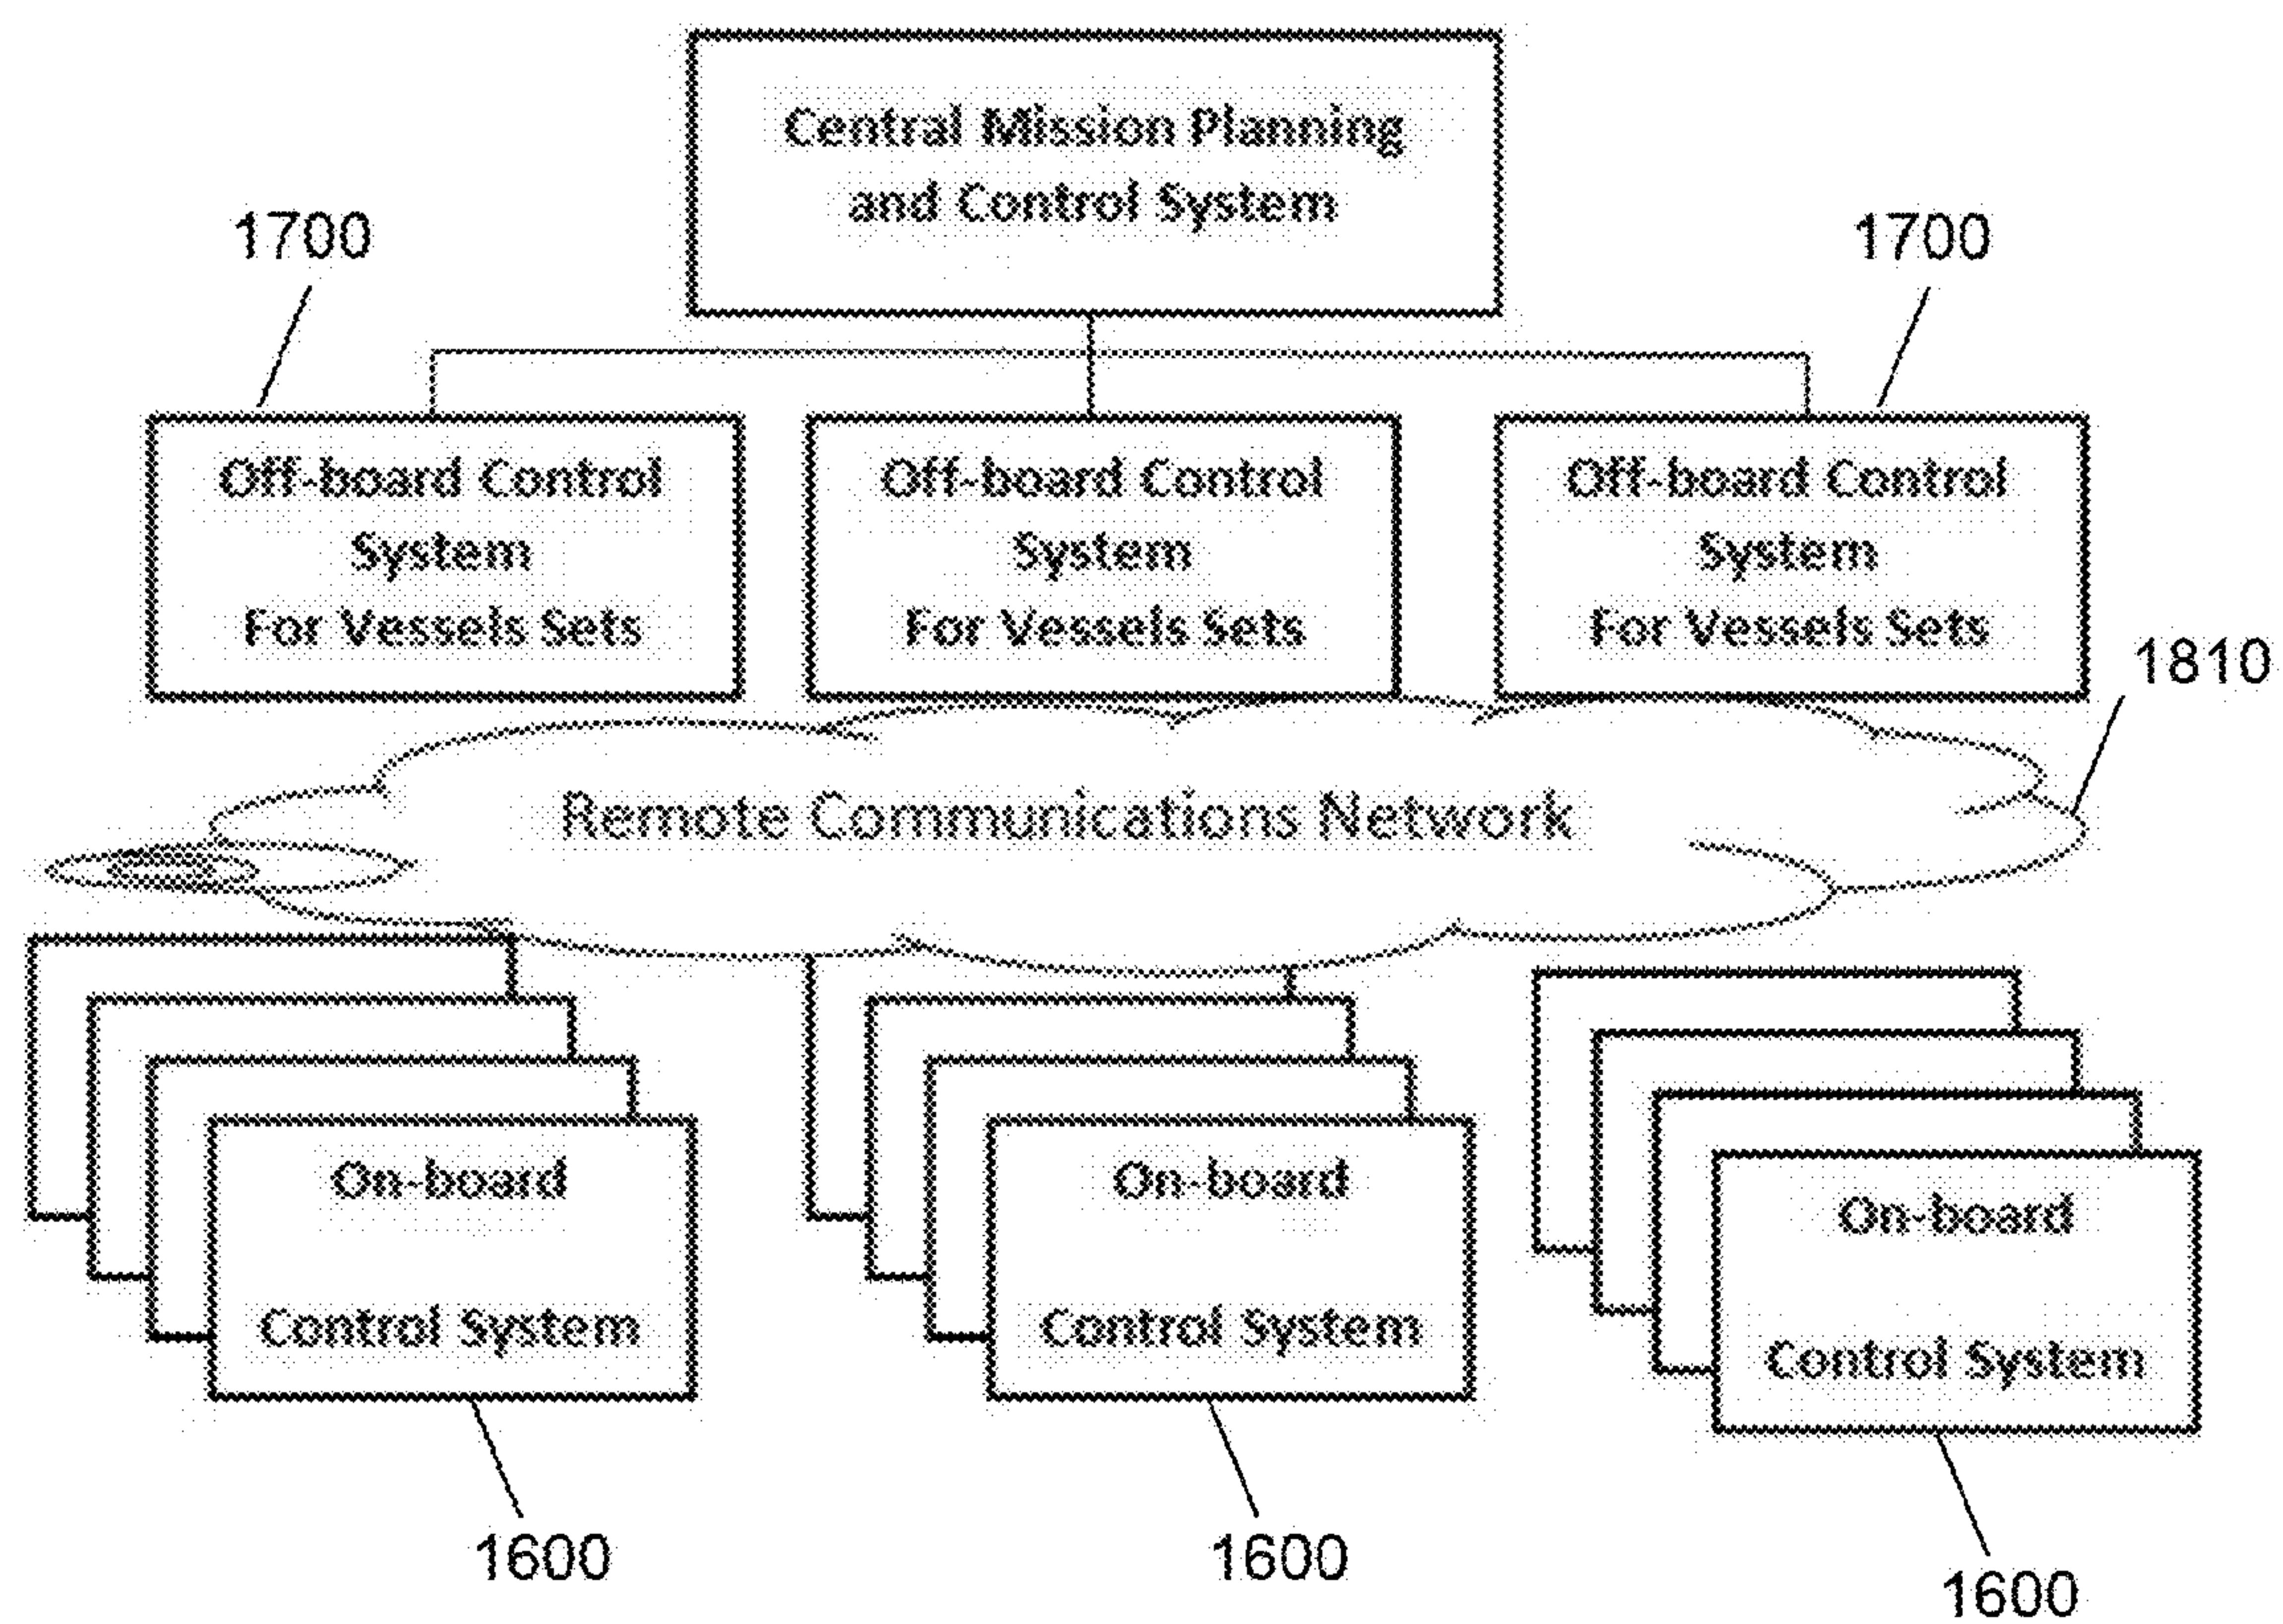 Central Mission Planning
and Control System
1700
1700
Off-board Control
System
For Vessels Sets
Off-board Control
System
For Vessels Sets
Off-board Control
System
For Vessels Sets
1810
Remote Communications Network
On-board
Control System
On-board
Control System
On-board
Control System
1600
1600
1600